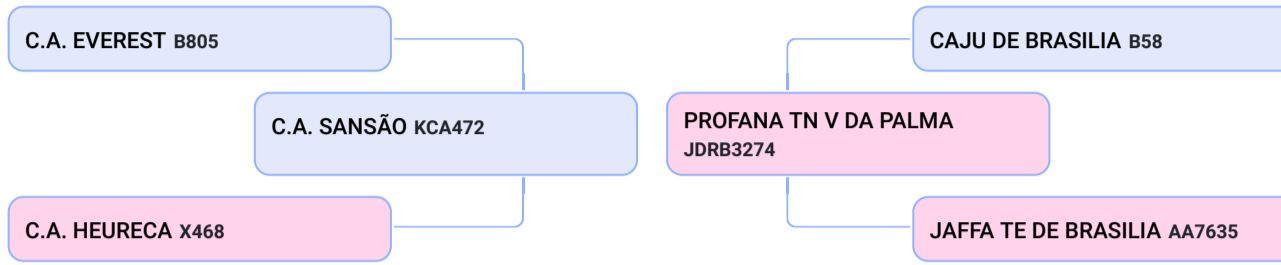 C.A. EVEREST B805
CAJU DE BRASILIA B58
C.A. SANSÃO KCA472
PROFANA TN V DA PALMA
JDRB3274
C.A. HEURECA X468
JAFFA TE DE BRASILIA AA7635